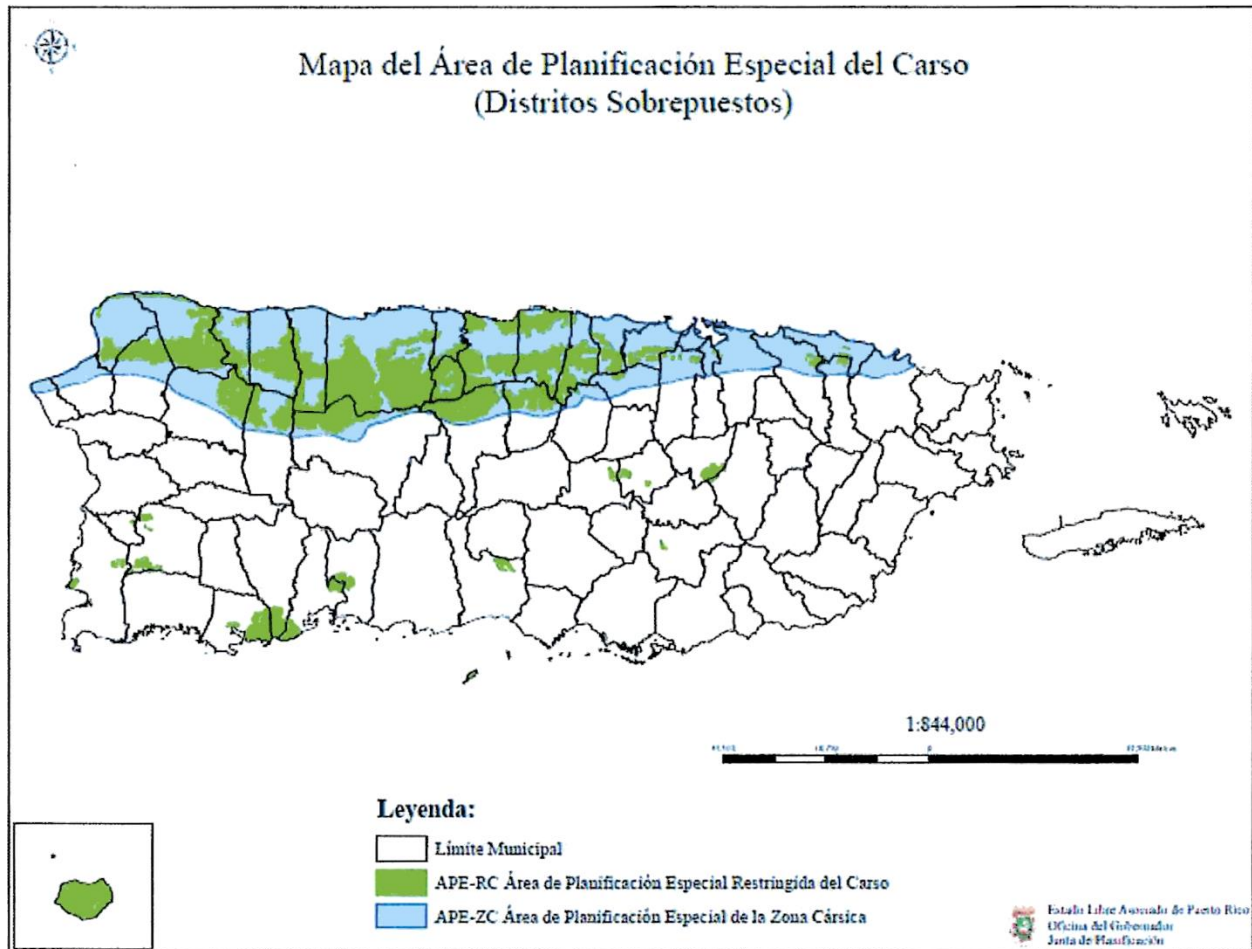 Mapa del Área de Planificación Especial del Carso
(Distritos Sobrepuestos)
1:844,000
0
Leyenda:
Límite Municipal
APE-RC Área de Planificación Especial Restringida del Carso
APE-ZC Área de Planificación Especial de la Zona Cársica
Estado Libre Asociado de Puerto Rico
Oficina del Gobernador
Junta de Planificación